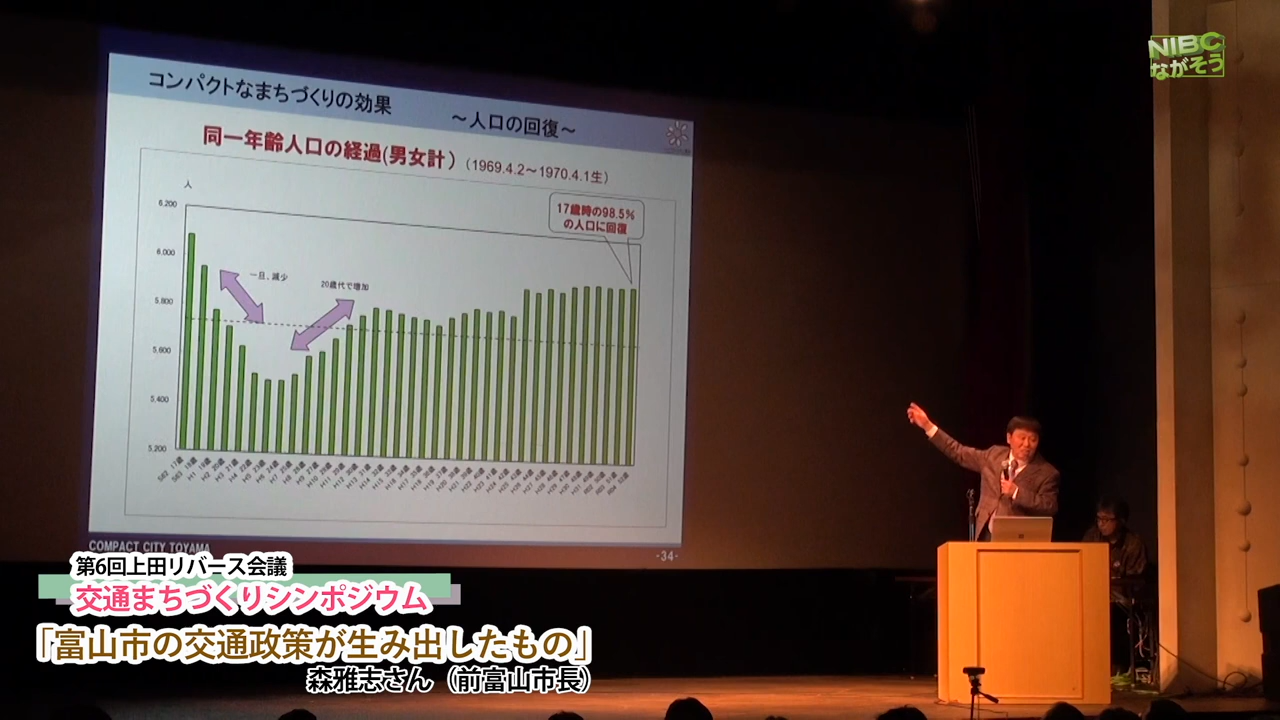 NIBC
ながそう
コンパクトなまちづくりの効果 ～人口の回復～
同一年齢人口の経過(男女計) (1969.4.2～1970.4.1生)
人
17歳時の98.5%
の人口に回復
一旦、減少
20歳代で増加
6,200
6,000
5,800
5,600
5,400
5,200
COMPACT CITY TOYAMA
-34-
第6回上田リバース会議
交通まちづくりシンポジウム
「富山市の交通政策が生み出したもの」
森雅志さん（前富山市長）